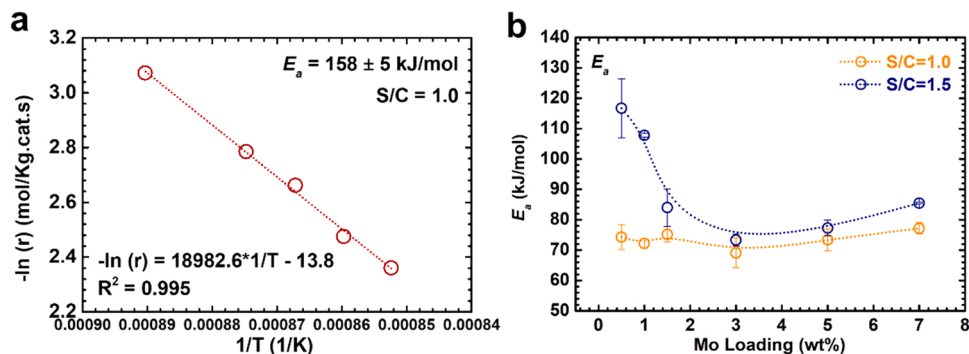 a
3.2
3.0
2.8
2.6
2.4
2.2
-ln (r) (mol/Kg.cat.s)
Ea = 158 ± 5 kJ/mol
S/C = 1.0
-ln (r) = 18982.6*1/T - 13.8
R2 = 0.995
0.00090 0.00089 0.00088 0.00087 0.00086 0.00085 0.00084
1/T (1/K)
b
140
130
120
110
100
90
80
70
60
50
Ea (kJ/mol)
Ea
S/C=1.0
S/C=1.5
0 1 2 3 4 5 6 7 8
Mo Loading (wt%)